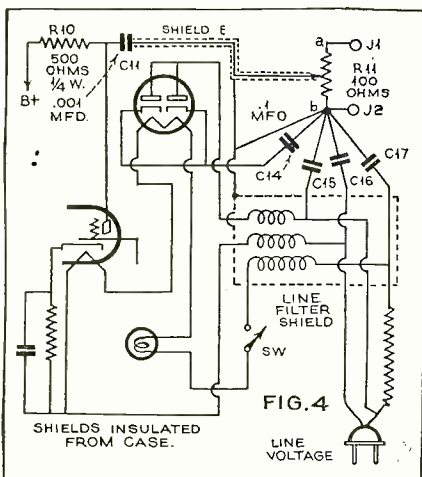 SHIELD E
R10
500
OHMS
1/4 W.
.001
MFD.
B+
C11
a
J1
R11
100
OHMS
b
J2
.1
MFD
C14
C15
C16
C17
LINE
FILTER
SHIELD
SW
FIG. 4
SHIELDS INSULATED
FROM CASE.
LINE
VOLTAGE